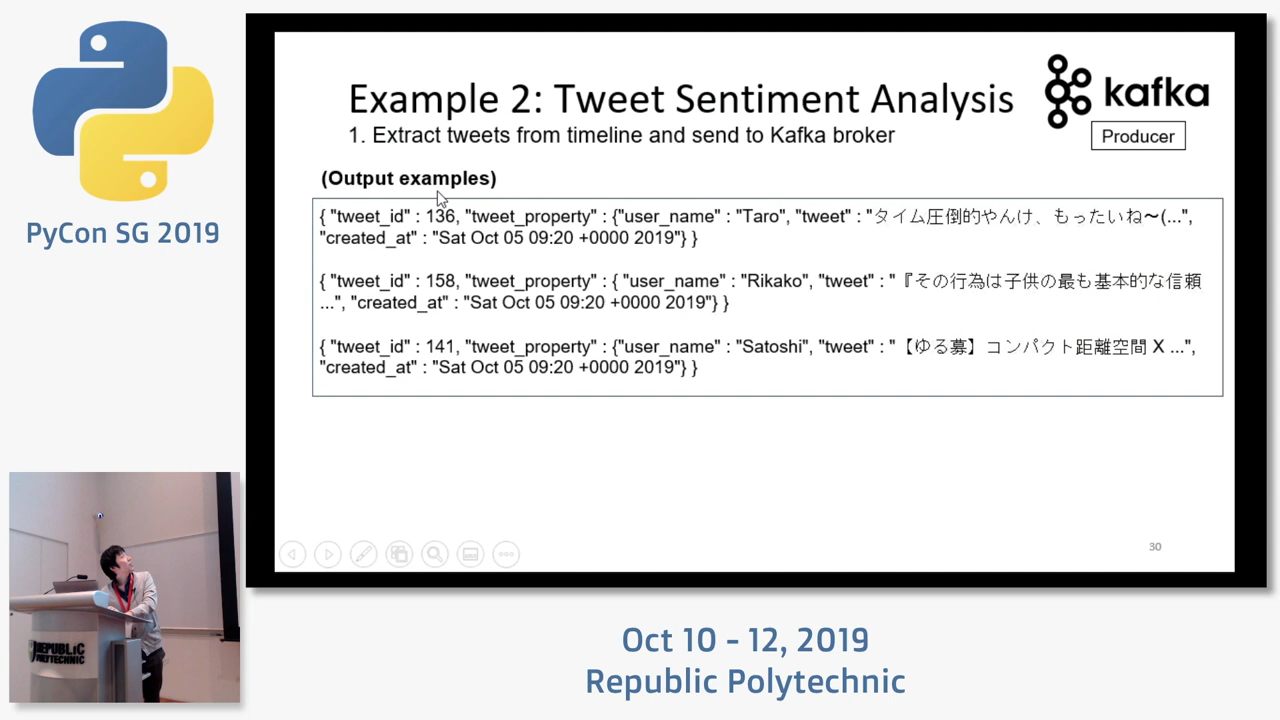 PyCon SG 2019
Example 2: Tweet Sentiment Analysis
1. Extract tweets from timeline and send to Kafka broker
kafka
Producer
(Output examples)
{ "tweet_id" : 136, "tweet_property" : {"user_name" : "Taro", "tweet" : "タイム圧倒的やんけ、もったいね〜(...",
"created_at" : "Sat Oct 05 09:20 +0000 2019"} }
{ "tweet_id" : 158, "tweet_property" : { "user_name" : "Rikako", "tweet" : "『その行為は子供の最も基本的な信頼
...", "created_at" : "Sat Oct 05 09:20 +0000 2019"} }
{ "tweet_id" : 141, "tweet_property" : {"user_name" : "Satoshi", "tweet" : "【ゆる募】コンパクト距離空間 X ...",
"created_at" : "Sat Oct 05 09:20 +0000 2019"} }
30
REPUBLIC
POLYTECHNIC
Oct 10 - 12, 2019
Republic Polytechnic